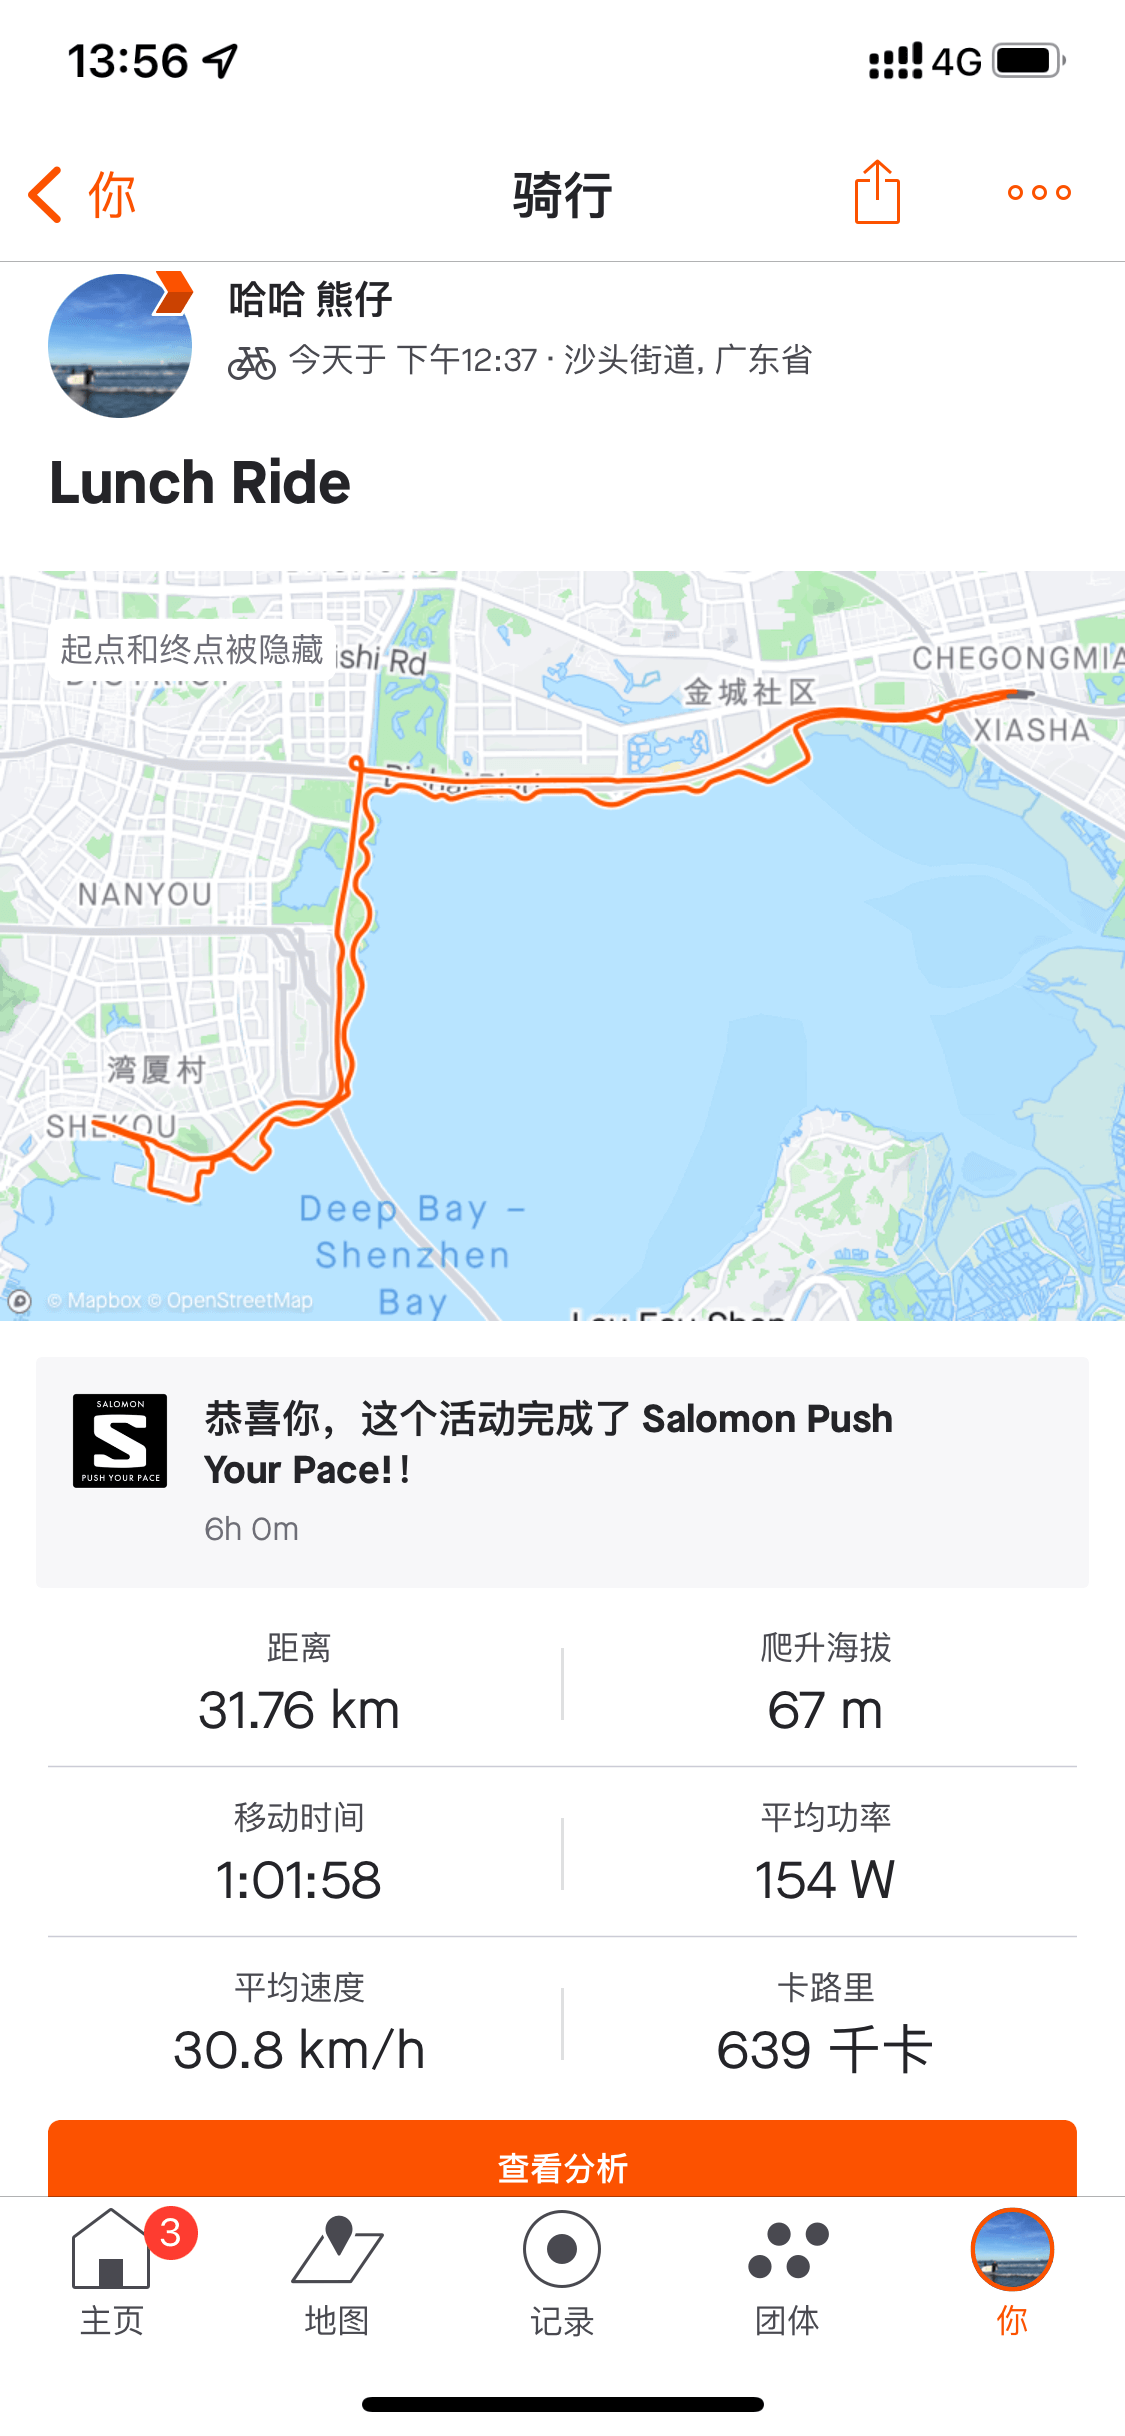 13:56
4G
你
骑行
哈哈 熊仔
今天于 下午12:37 · 沙头街道, 广东省
Lunch Ride
起点和终点被隐藏
ishi Rd
CHEGONGMIA
金城社区
XIASHA
NANYOU
湾厦村
SHEKOU
Deep Bay –
Shenzhen
Bay
© Mapbox © OpenStreetMap
SALOMON
S
PUSH YOUR PACE
恭喜你，这个活动完成了 Salomon Push
Your Pace!！
6h 0m
距离
爬升海拔
31.76 km
67 m
移动时间
平均功率
1:01:58
154 W
平均速度
卡路里
30.8 km/h
639 千卡
查看分析
3
主页
地图
记录
团体
你